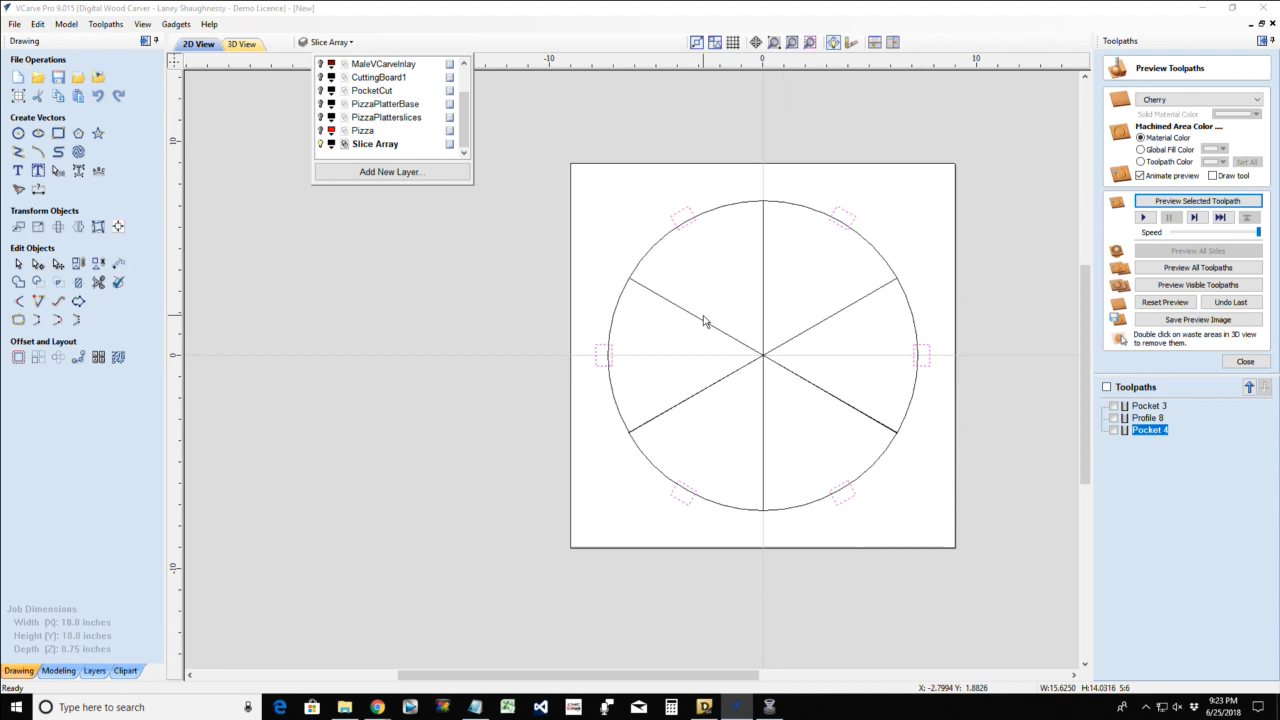 VCarve Pro 9.015 [Digital Wood Carver - Laney Shaughnessy - Demo Licence] - [New]
File Edit Model Toolpaths View Gadgets Help
Drawing
2D View 3D View
Slice Array
Toolpaths
File Operations
Create Vectors
Transform Objects
Edit Objects
Offset and Layout
MaleVCarveInlay
CuttingBoard1
PocketCut
PizzaPlatterBase
PizzaPlatterslices
Pizza
Slice Array
Add New Layer...
-10 0 10
10
0
-10
Preview Toolpaths
Cherry
Solid Material Color
Machined Area Color ....
Material Color
Global Fill Color
Toolpath Color Set All
Animate preview Draw tool
Preview Selected Toolpath
Speed
Preview All Sides
Preview All Toolpaths
Preview Visible Toolpaths
Reset Preview Undo Last
Save Preview Image
Double click on waste areas in 3D view
to remove them.
Close
Toolpaths
Pocket 3
Profile 8
Pocket 4
Job Dimensions
Width (X): 18.0 inches
Height (Y): 18.0 inches
Depth (Z): 0.75 inches
Drawing Modeling Layers Clipart
Ready
X: -2.7994 Y: 1.8826 W:15.6250 H:14.0316 S:6
Type here to search
9:23 PM
6/25/2018